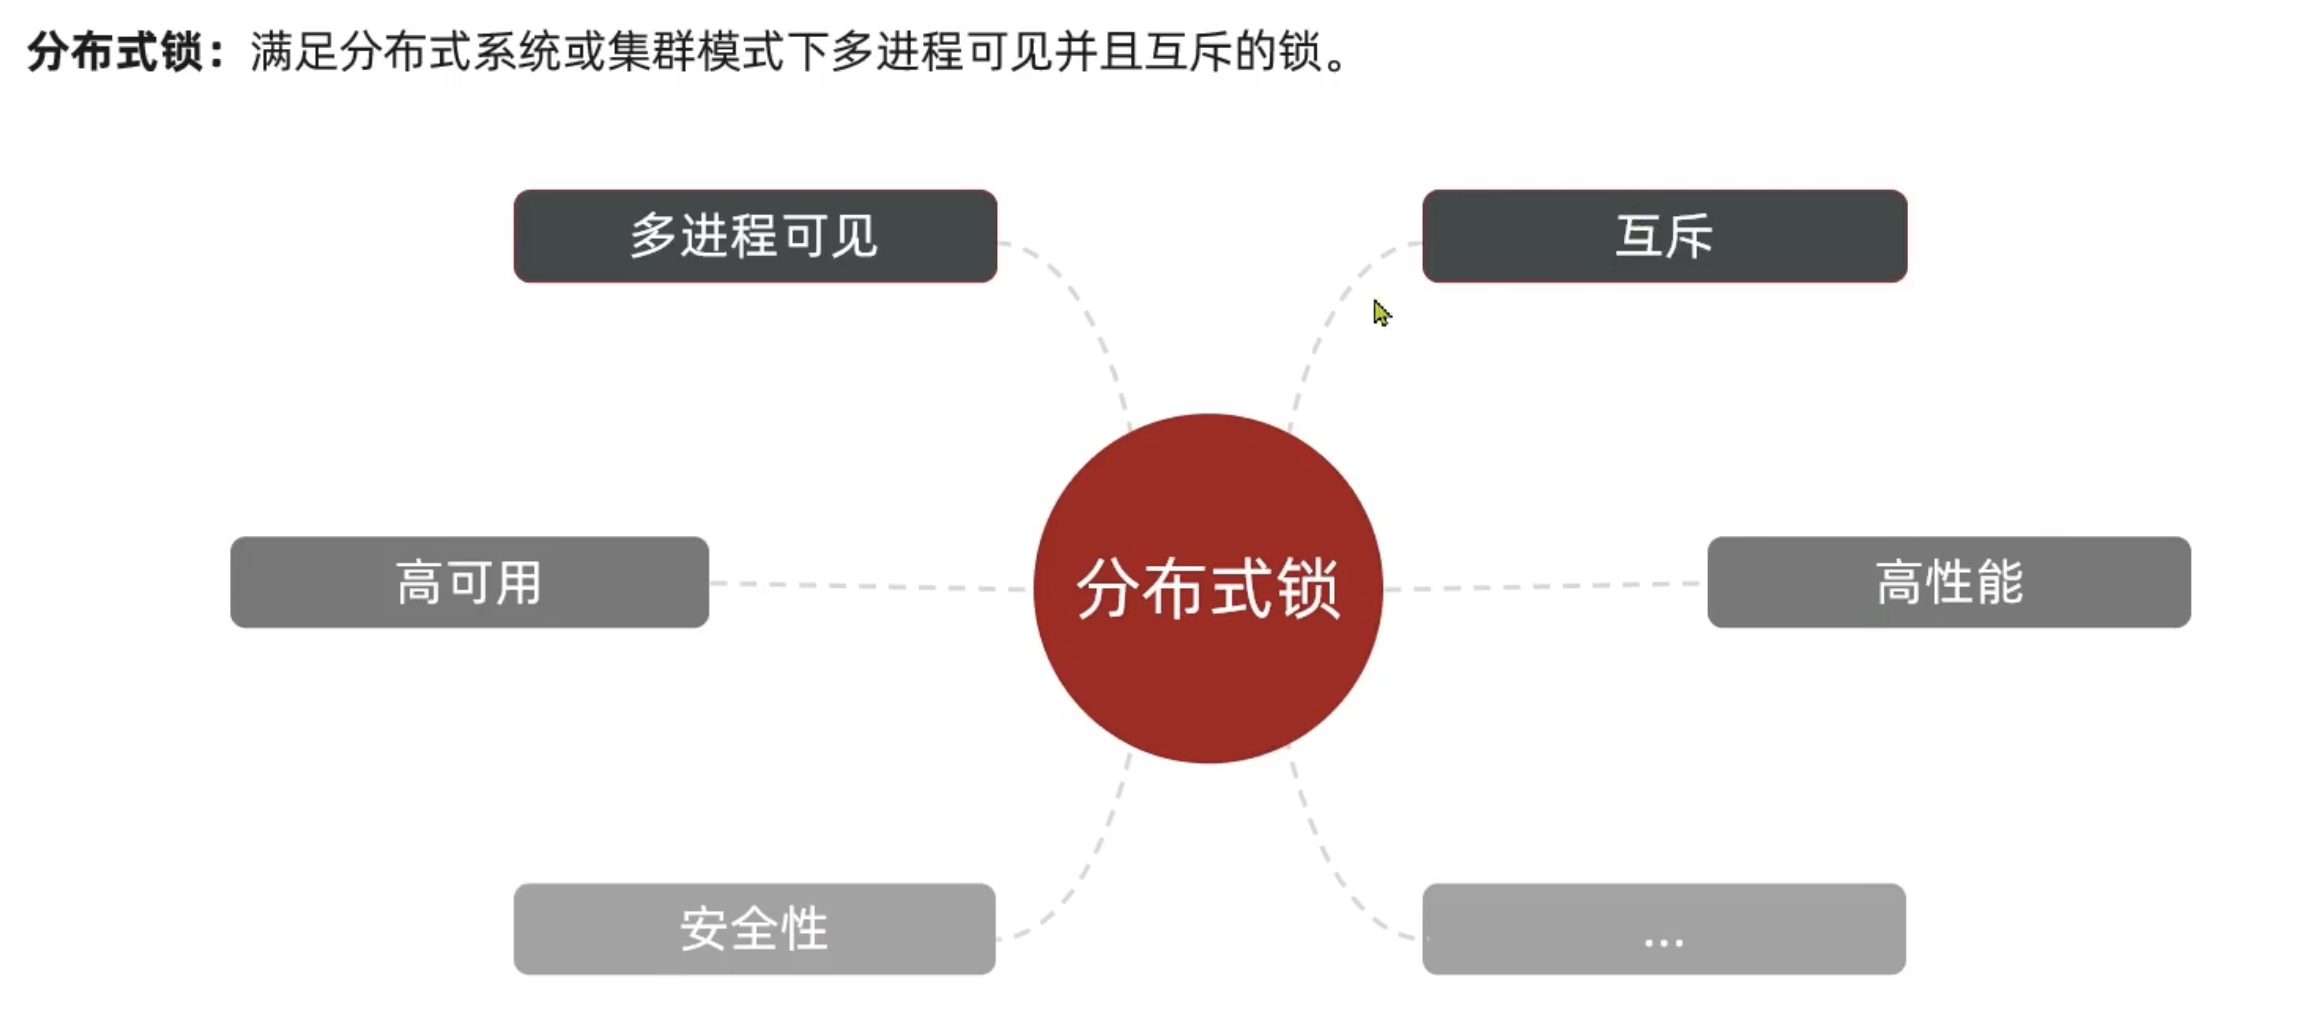 分布式锁：满足分布式系统或集群模式下多进程可见并且互斥的锁。
多进程可见
互斥
高可用
分布式锁
高性能
安全性
...